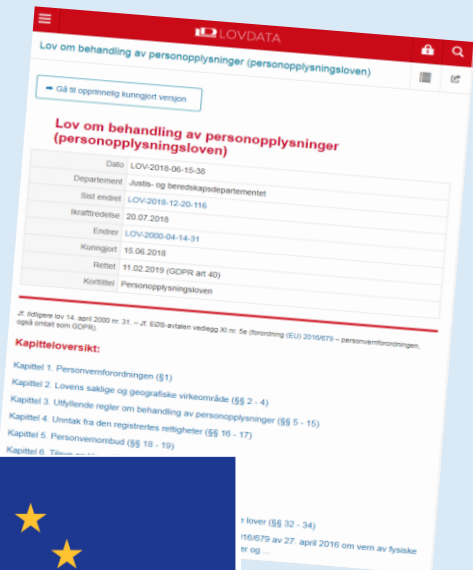 LOVDATA
Lov om behandling av personopplysninger (personopplysningsloven)
Gå til opprinnelig kunngjort versjon
Lov om behandling av personopplysninger
(personopplysningsloven)
Dato LOV-2018-06-15-38
Departement Justis- og beredskapsdepartementet
Sist endret LOV-2018-12-20-116
Ikrafttredelse 20.07.2018
Endrer LOV-2000-04-14-31
Kunngjort 15.06.2018
Rettet 11.02.2019 (GDPR art 40)
Korttittel Personopplysningsloven
Jf. tidligere lov 14. april 2000 nr. 31. – Jf. EØS-avtalen vedlegg XI nr. 5e (forordning (EU) 2016/679 – personvernforordningen,
også omtalt som GDPR).
Kapitteloversikt:
Kapittel 1. Personvernforordningen (§1)
Kapittel 2. Lovens saklige og geografiske virkeområde (§§ 2 - 4)
Kapittel 3. Utfyllende regler om behandling av personopplysninger (§§ 5 - 15)
Kapittel 4. Unntak fra den registrertes rettigheter (§§ 16 - 17)
Kapittel 5. Personvernombud (§§ 18 - 19)
Kapittel 6.
lover (§§ 32 - 34)
16/679 av 27. april 2016 om vern av fysiske
er og ...